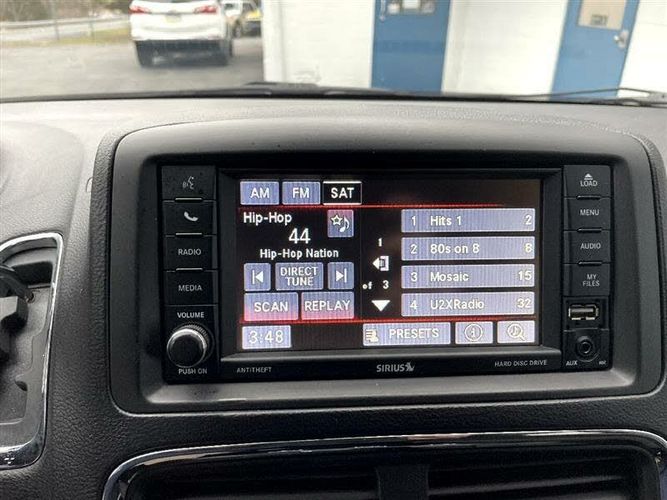 AM FM SAT
Hip-Hop
44
Hip-Hop Nation
DIRECT
TUNE
SCAN REPLAY
3:48
1
of 3
1 Hits 1 2
2 80s on 8 8
3 Mosaic 15
4 U2XRadio 32
PRESETS
RADIO
MEDIA
VOLUME
PUSH ON
ANTITHEFT
SIRIUS
HARD DISC DRIVE
LOAD
MENU
AUDIO
MY
FILES
AUX